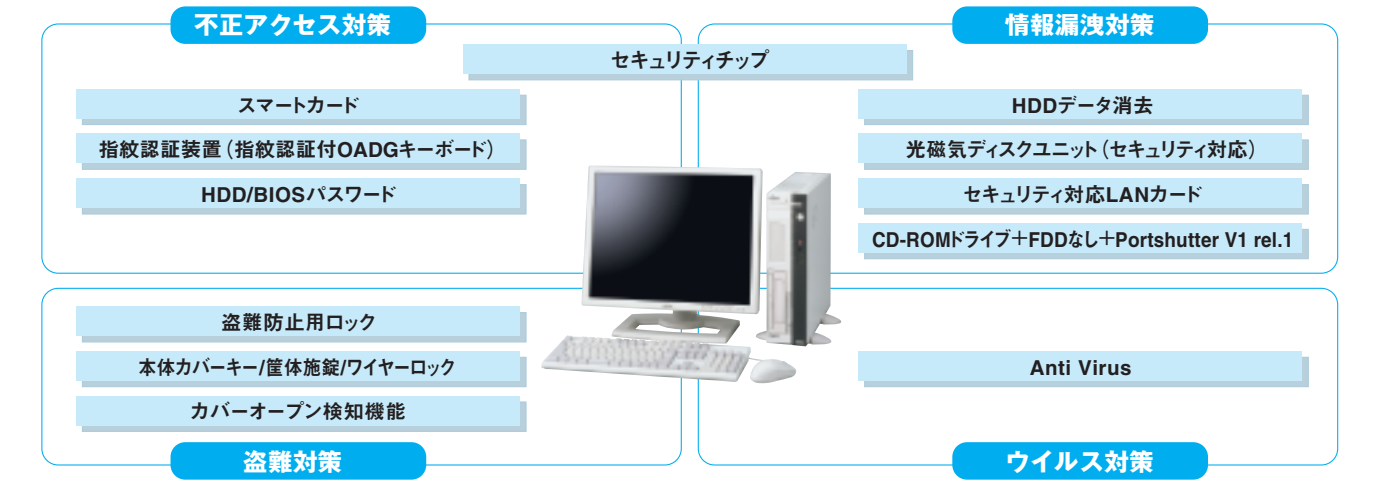 不正アクセス対策
情報漏洩対策
セキュリティチップ
スマートカード
指紋認証装置（指紋認証付OADGキーボード）
HDD/BIOSパスワード
HDDデータ消去
光磁気ディスクユニット（セキュリティ対応）
セキュリティ対応LANカード
CD-ROMドライブ＋FDDなし＋Portshutter V1 rel.1
盗難防止用ロック
本体カバーキー/筐体施錠/ワイヤーロック
カバーオープン検知機能
盗難対策
Anti Virus
ウイルス対策